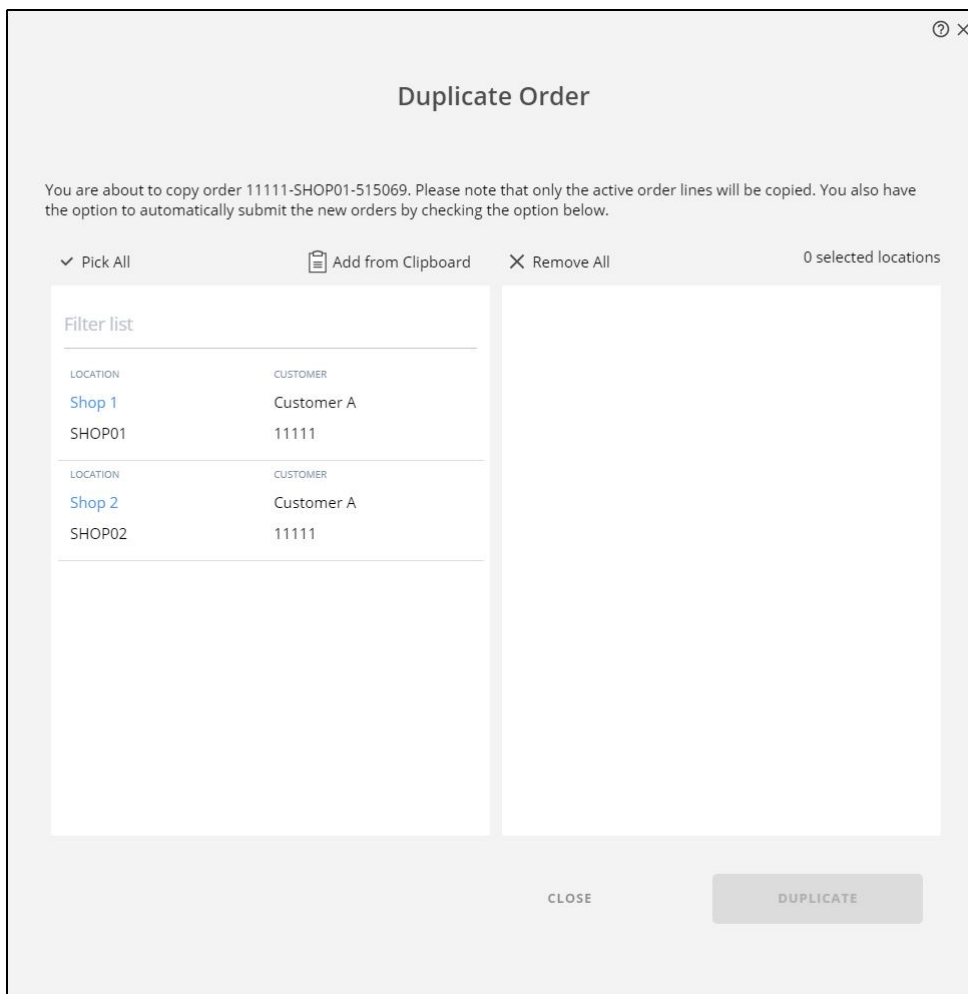 Duplicate Order
You are about to copy order 11111-SHOP01-515069. Please note that only the active order lines will be copied. You also have
the option to automatically submit the new orders by checking the option below.
Pick All
Add from Clipboard
Remove All
0 selected locations
Filter list
LOCATION CUSTOMER
Shop 1 Customer A
SHOP01 11111
LOCATION CUSTOMER
Shop 2 Customer A
SHOP02 11111
CLOSE
DUPLICATE